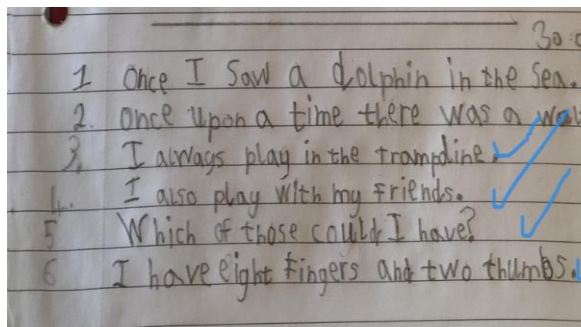 30.
1 Once I Saw a dolphin in the Sea.
2. Once Upon a time there was a
3. I always play in the trampoline.
4. I also play with my friends.
5 Which of those could I have?
6 I have eight fingers and two thumbs.